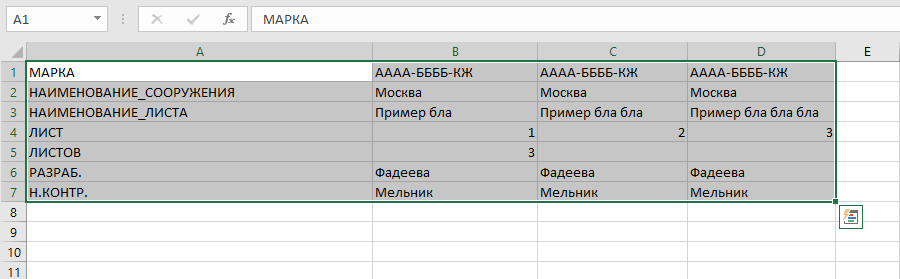 A1 fx МАРКА
A B C D E
1 МАРКА АААА-ББББ-КЖ АААА-ББББ-КЖ АААА-ББББ-КЖ
2 НАИМЕНОВАНИЕ_СООРУЖЕНИЯ Москва Москва Москва
3 НАИМЕНОВАНИЕ_ЛИСТА Пример бла Пример бла бла Пример бла бла бла
4 ЛИСТ 1 2 3
5 ЛИСТОВ 3
6 РАЗРАБ. Фадеева Фадеева Фадеева
7 Н.КОНТР. Мельник Мельник Мельник
8
9
10
11